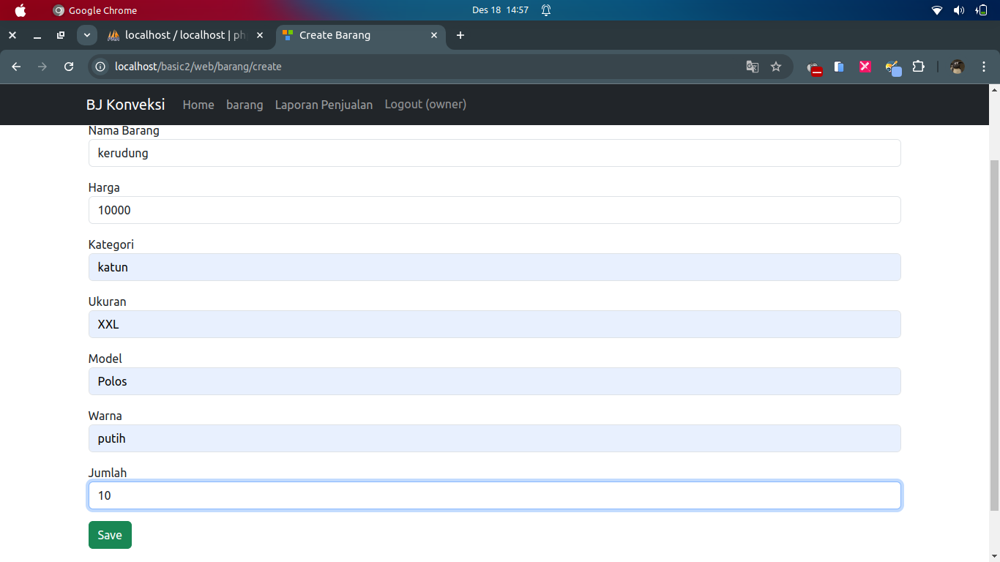 Google Chrome
Des 18 14:57
localhost / localhost | ph
Create Barang
localhost/basic2/web/barang/create
BJ Konveksi
Home
barang
Laporan Penjualan
Logout (owner)
Nama Barang
kerudung
Harga
10000
Kategori
katun
Ukuran
XXL
Model
Polos
Warna
putih
Jumlah
10
Save